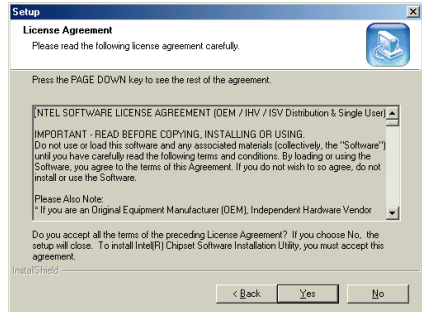 Setup
License Agreement
Please read the following license agreement carefully.
Press the PAGE DOWN key to see the rest of the agreement.
INTEL SOFTWARE LICENSE AGREEMENT (OEM / IHV / ISV Distribution & Single User)
IMPORTANT - READ BEFORE COPYING, INSTALLING OR USING.
Do not use or load this software and any associated materials (collectively, the "Software")
until you have carefully read the following terms and conditions. By loading or using the
Software, you agree to the terms of this Agreement. If you do not wish to so agree, do not
install or use the Software.
Please Also Note:
* If you are an Original Equipment Manufacturer (OEM), Independent Hardware Vendor
Do you accept all the terms of the preceding License Agreement? If you choose No, the
setup will close. To install Intel(R) Chipset Software Installation Utility, you must accept this
agreement.
InstallShield
< Back
Yes
No